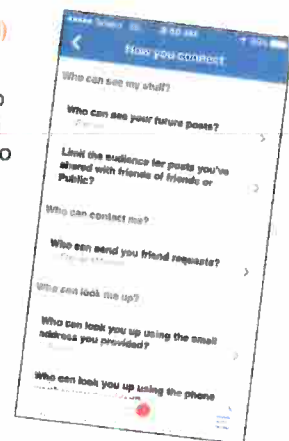 How you connect
Who can see my stuff?
Who can see your future posts?
Limit the audience for posts you've
shared with friends of friends or
Public?
Who can contact me?
Who can send you friend requests?
Who can look me up?
Who can look you up using the email
address you provided?
Who can look you up using the phone